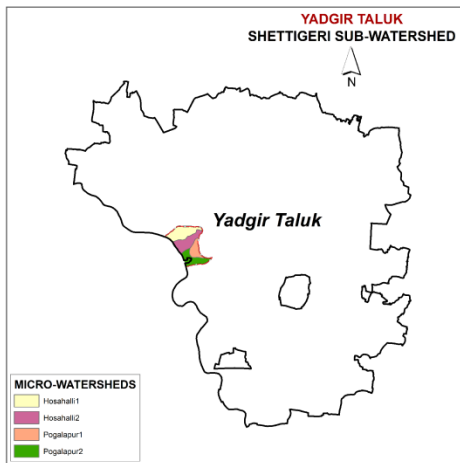 YADGIR TALUK
SHETTIGERI SUB-WATERSHED
N
Yadgir Taluk
MICRO-WATERSHEDS
Hosahalli1
Hosahalli2
Pogalapur1
Pogalapur2